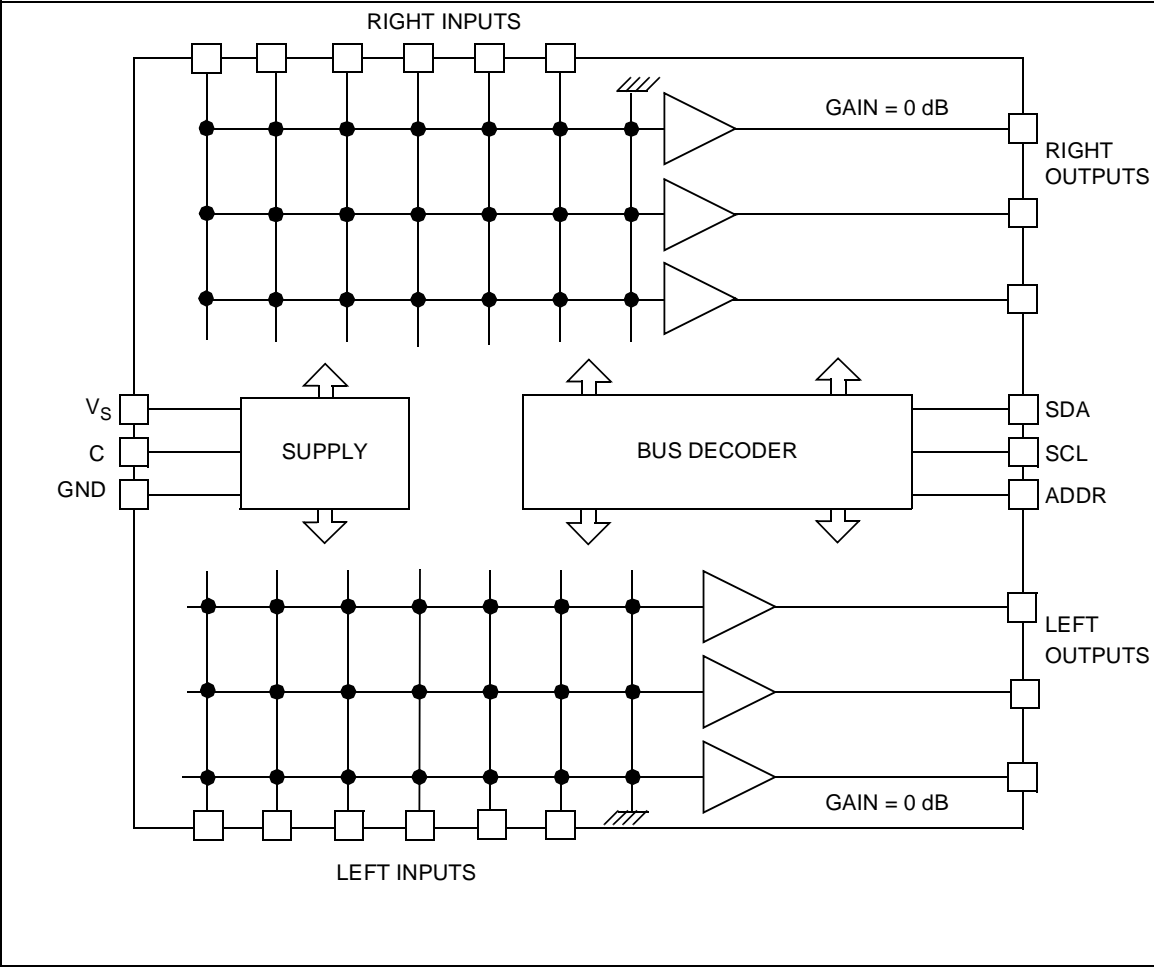 RIGHT INPUTS
GAIN = 0 dB
RIGHT
OUTPUTS
VS
C
GND
SUPPLY
BUS DECODER
SDA
SCL
ADDR
LEFT
OUTPUTS
GAIN = 0 dB
LEFT INPUTS